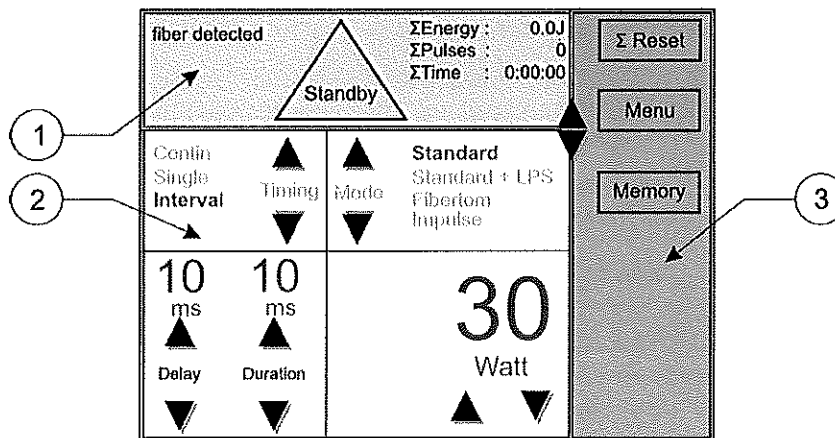 fiber detected
ΣEnergy : 0.0J
ΣPulses : 0
ΣTime : 0:00:00
Standby
Σ Reset
Menu
Memory
1
2
3
Contin
Single
Interval
Timing
Mode
Standard
Standard + LPS
Fibertom
Impulse
10
ms
10
ms
Delay
Duration
30
Watt